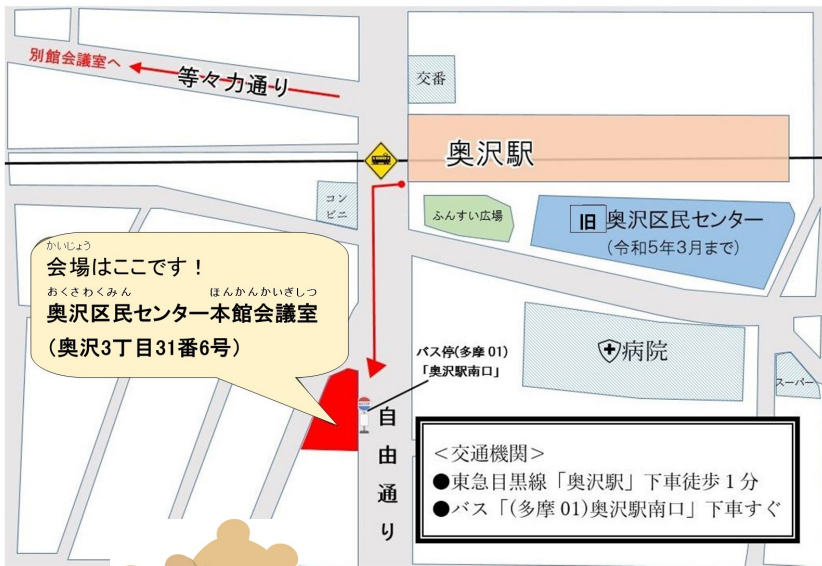 別館会議室へ
等々力通り
交番
奥沢駅
コン
ビニ
ふんすい広場
旧 奥沢区民センター
(令和5年3月まで)
かいじょう
会場はここです！
おくさわくみん ほんかんかいぎしつ
奥沢区民センター本館会議室
(奥沢3丁目31番6号)
バス停(多摩 01)
「奥沢駅南口」
病院
スーパー
自由通り
＜交通機関＞
●東急目黒線「奥沢駅」下車徒歩1分
●バス「(多摩 01)奥沢駅南口」下車すぐ